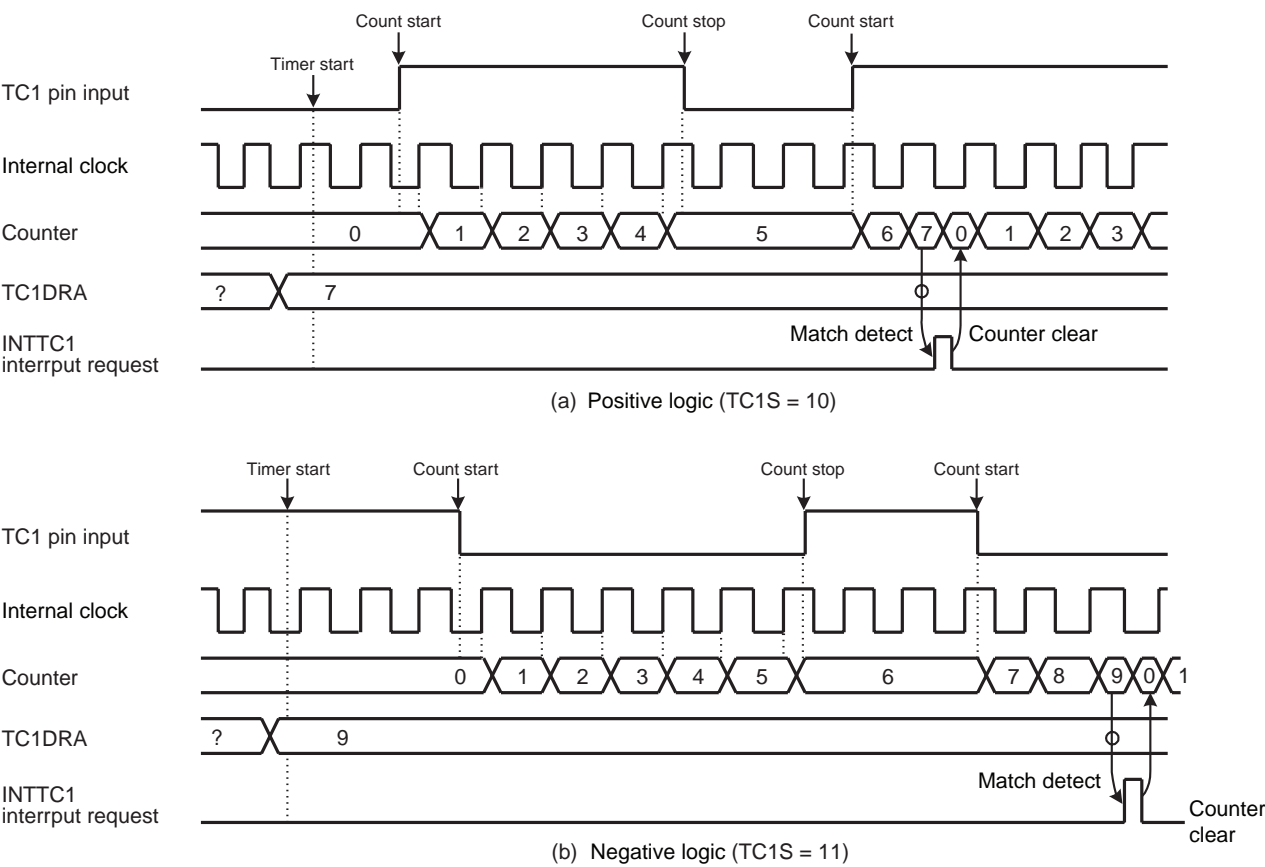 Count start
Count stop
Count start
Timer start
TC1 pin input
Internal clock
Counter
0
1
2
3
4
5
6
7
0
1
2
3
TC1DRA
?
7
Match detect
Counter clear
INTTC1
interrput request
(a) Positive logic (TC1S = 10)
Timer start
Count start
Count stop
Count start
TC1 pin input
Internal clock
Counter
0
1
2
3
4
5
6
7
8
9
0
1
TC1DRA
?
9
Match detect
INTTC1
interrput request
Counter
clear
(b) Negative logic (TC1S = 11)